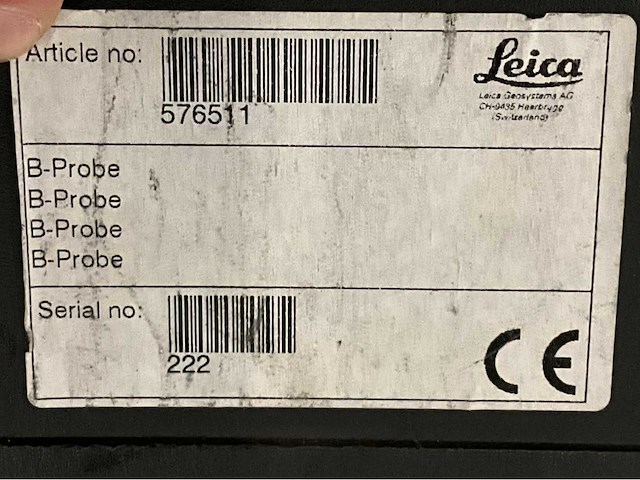 Article no:
576511
Leica
Leica Geosystems AG
CH-9435 Heerbrugg
(Switzerland)
B-Probe
B-Probe
B-Probe
B-Probe
Serial no:
222
CE